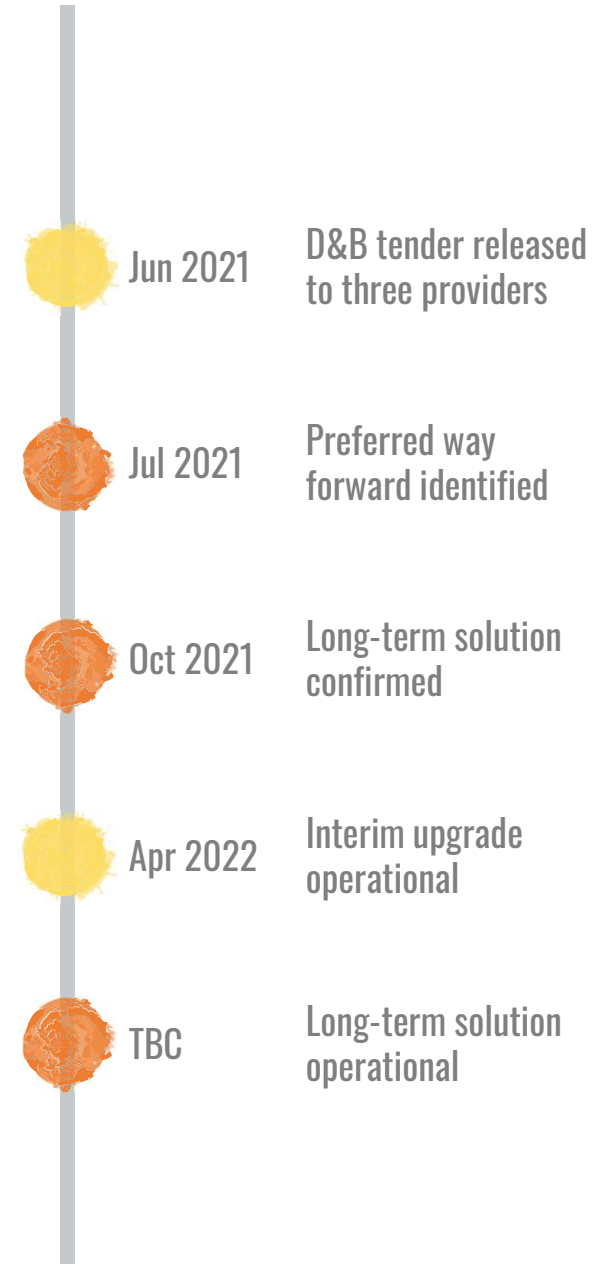 Jun 2021
D&B tender released
to three providers
Jul 2021
Preferred way
forward identified
Oct 2021
Long-term solution
confirmed
Apr 2022
Interim upgrade
operational
TBC
Long-term solution
operational